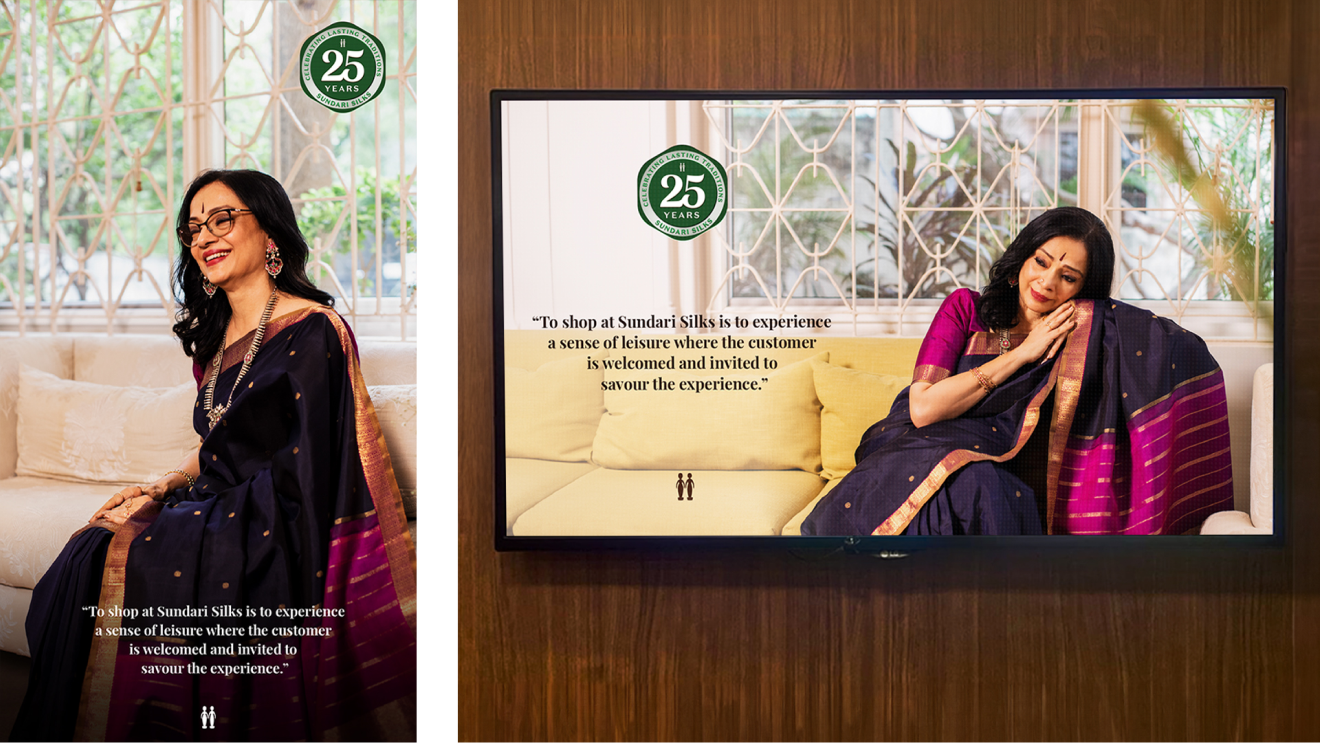 CELEBRATING LASTING TRADITIONS
25
YEARS
SUNDARI SILKS
“To shop at Sundari Silks is to experience
a sense of leisure where the customer
is welcomed and invited to
savour the experience.”
CELEBRATING LASTING TRADITIONS
25
YEARS
SUNDARI SILKS
“To shop at Sundari Silks is to experience
a sense of leisure where the customer
is welcomed and invited to
savour the experience.”